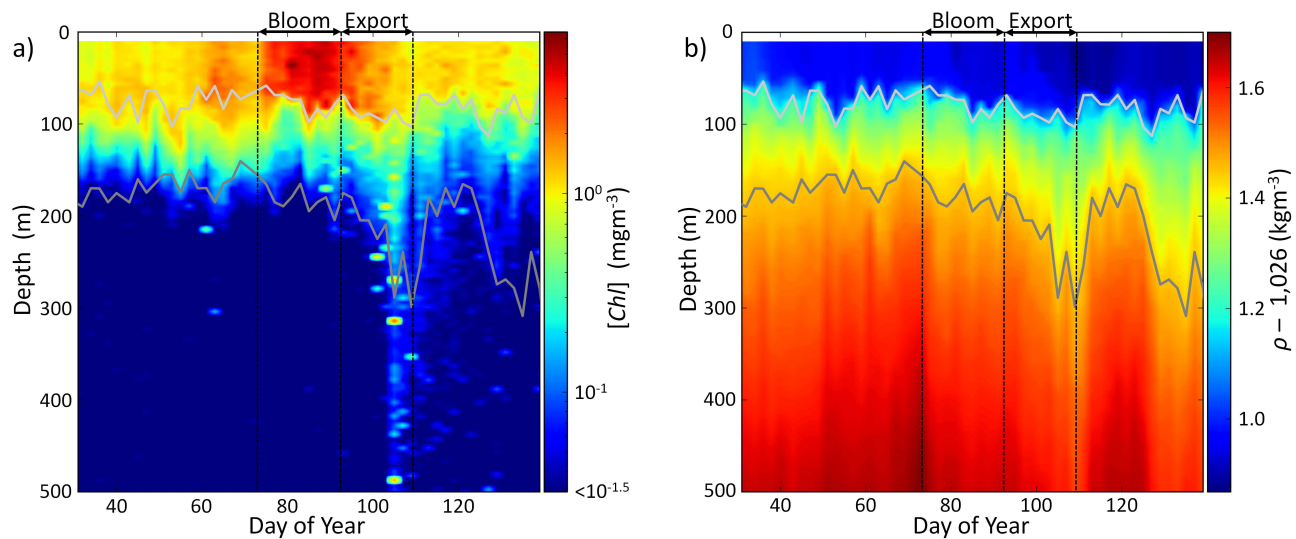 Bloom Export
a)
0
100
200
300
400
500
Depth (m)
40 60 80 100 120
Day of Year
10⁰
10⁻¹
<10⁻¹·⁵
[Chl] (mgm⁻³)
Bloom Export
b)
0
100
200
300
400
500
Depth (m)
40 60 80 100 120
Day of Year
1.6
1.4
1.2
1.0
ρ − 1,026 (kgm⁻³)